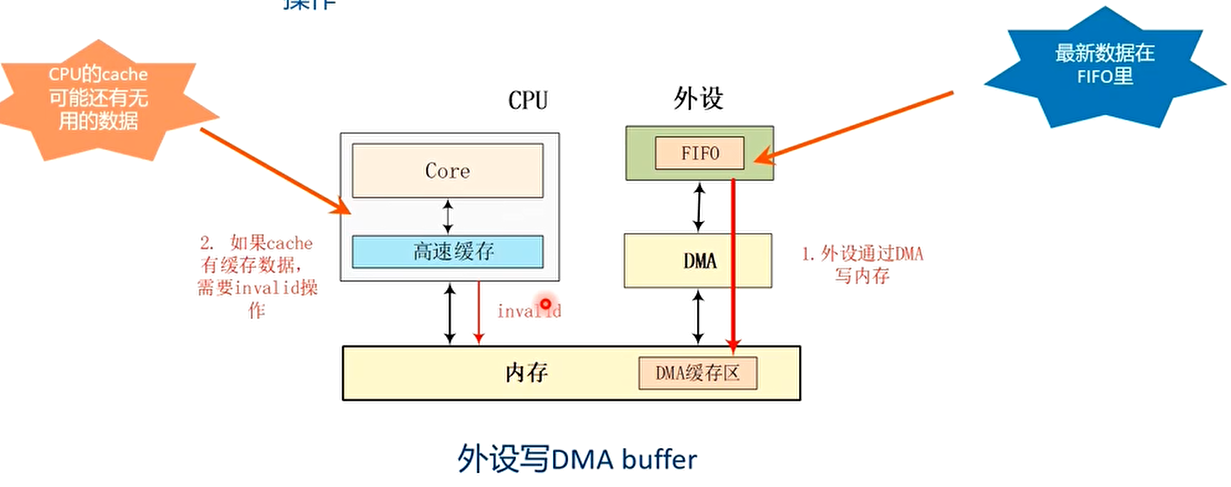 操作
CPU的cache
可能还有无
用的数据
最新数据在
FIFO里
CPU
外设
FIFO
Core
高速缓存
DMA
2. 如果cache
有缓存数据，
需要invalid操
作
1.外设通过DMA
写内存
invalid
内存
DMA缓存区
外设写DMA buffer